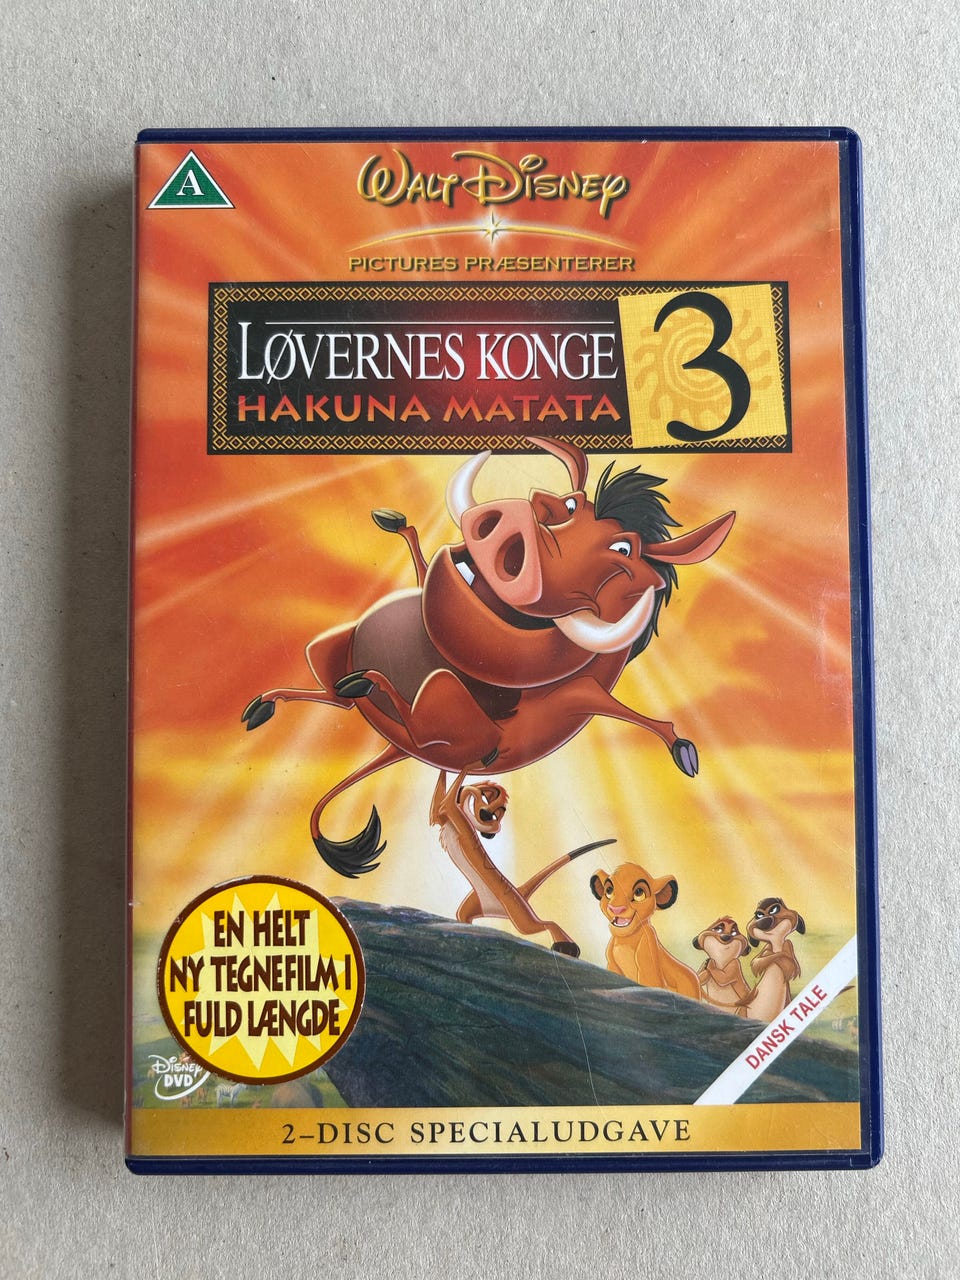 A
WALT DISNEY
PICTURES PRÆSENTERER
LØVERNES KONGE
HAKUNA MATATA
3
EN HELT
NY TEGNEFILM I
FULD LÆNGDE
DISNEY
DVD
DANSK TALE
2-DISC SPECIALUDGAVE